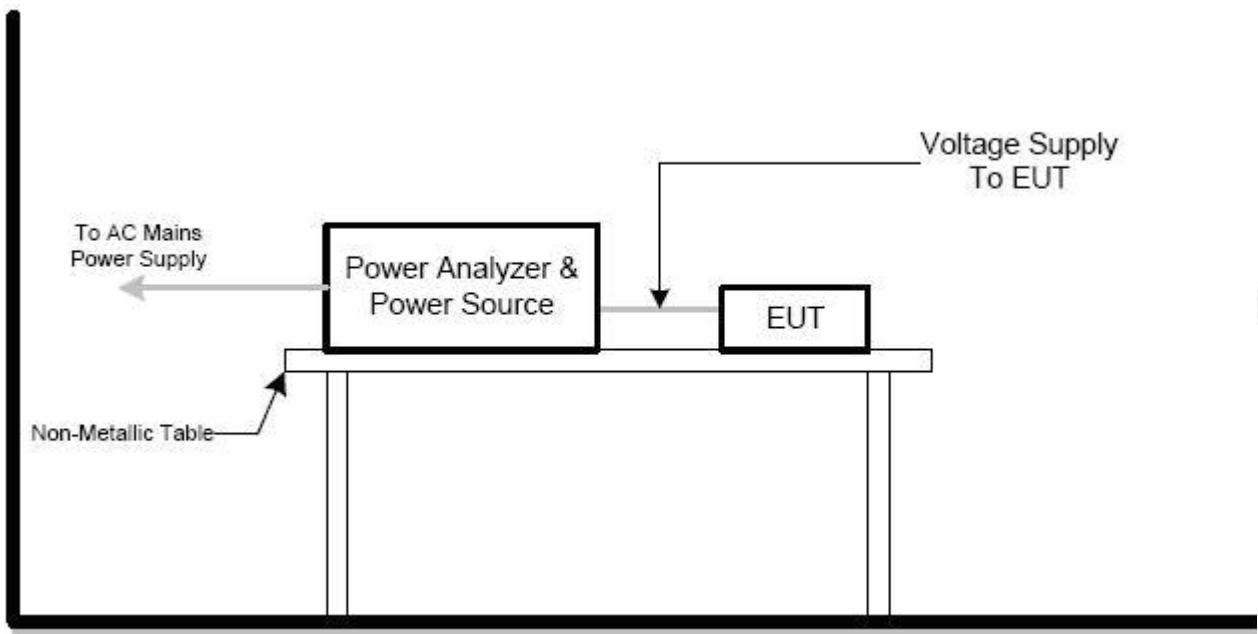 Voltage Supply
To EUT
To AC Mains
Power Supply
Power Analyzer &
Power Source
EUT
Non-Metallic Table